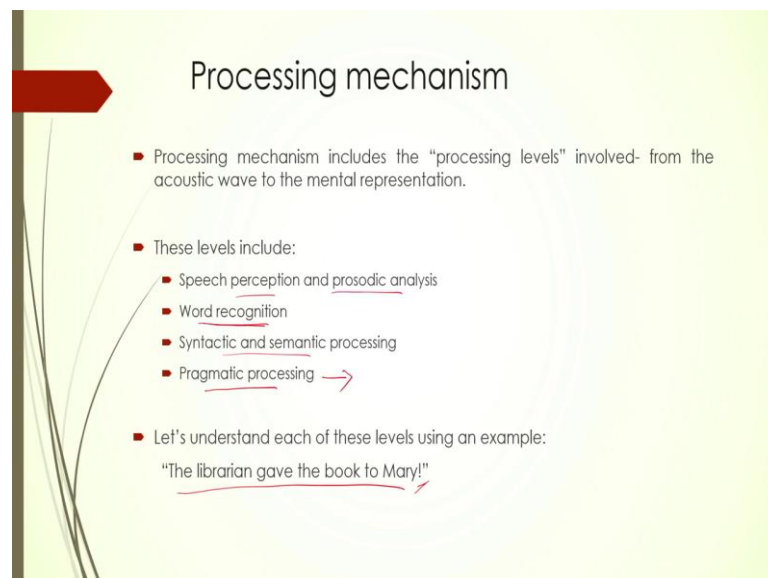 Processing mechanism
Processing mechanism includes the “processing levels” involved- from the
acoustic wave to the mental representation.
These levels include:
Speech perception and prosodic analysis
Word recognition
Syntactic and semantic processing
Pragmatic processing
Let’s understand each of these levels using an example:
“The librarian gave the book to Mary!”